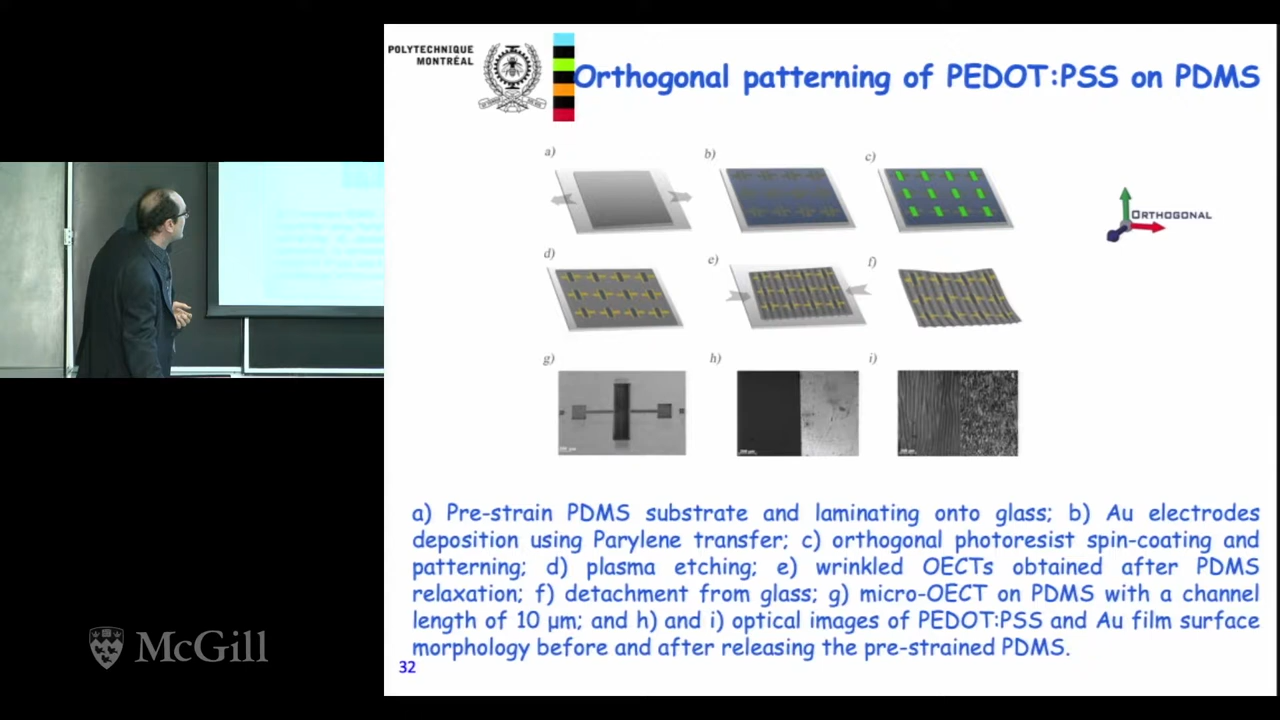 POLYTECHNIQUE
MONTRÉAL
Orthogonal patterning of PEDOT:PSS on PDMS
a)
b)
c)
ORTHOGONAL
d)
e)
f)
g)
h)
i)
a) Pre-strain PDMS substrate and laminating onto glass; b) Au electrodes
deposition using Parylene transfer; c) orthogonal photoresist spin-coating and
patterning; d) plasma etching; e) wrinkled OECTs obtained after PDMS
relaxation; f) detachment from glass; g) micro-OECT on PDMS with a channel
length of 10 µm; and h) and i) optical images of PEDOT:PSS and Au film surface
morphology before and after releasing the pre-strained PDMS.
32
McGill